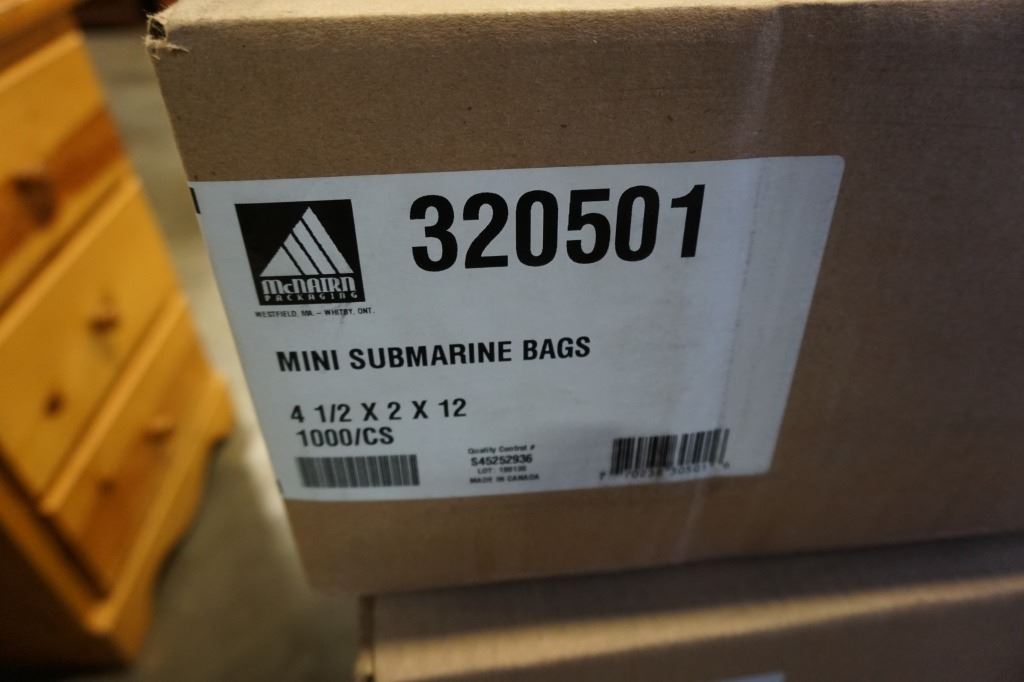 320501
McNAIRN
PACKAGING
WESTFIELD, MA. – WHITBY, ONT.
MINI SUBMARINE BAGS
4 1/2 X 2 X 12
1000/CS
Quality Control #
S45252936
LOT:
MADE IN CANADA